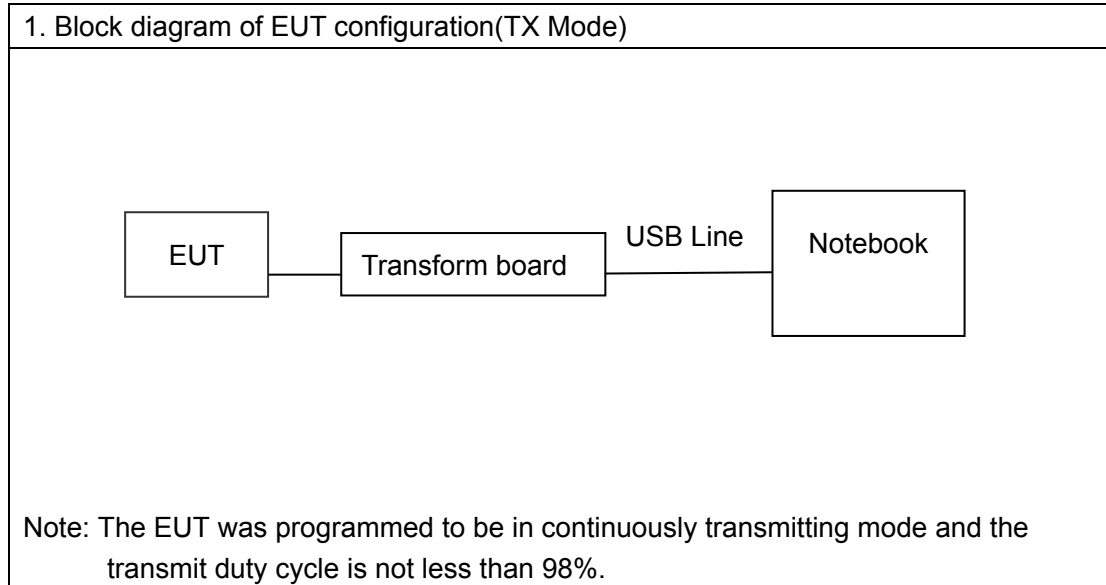 1. Block diagram of EUT configuration(TX Mode)
EUT
Transform board
USB Line
Notebook
Note: The EUT was programmed to be in continuously transmitting mode and the
transmit duty cycle is not less than 98%.